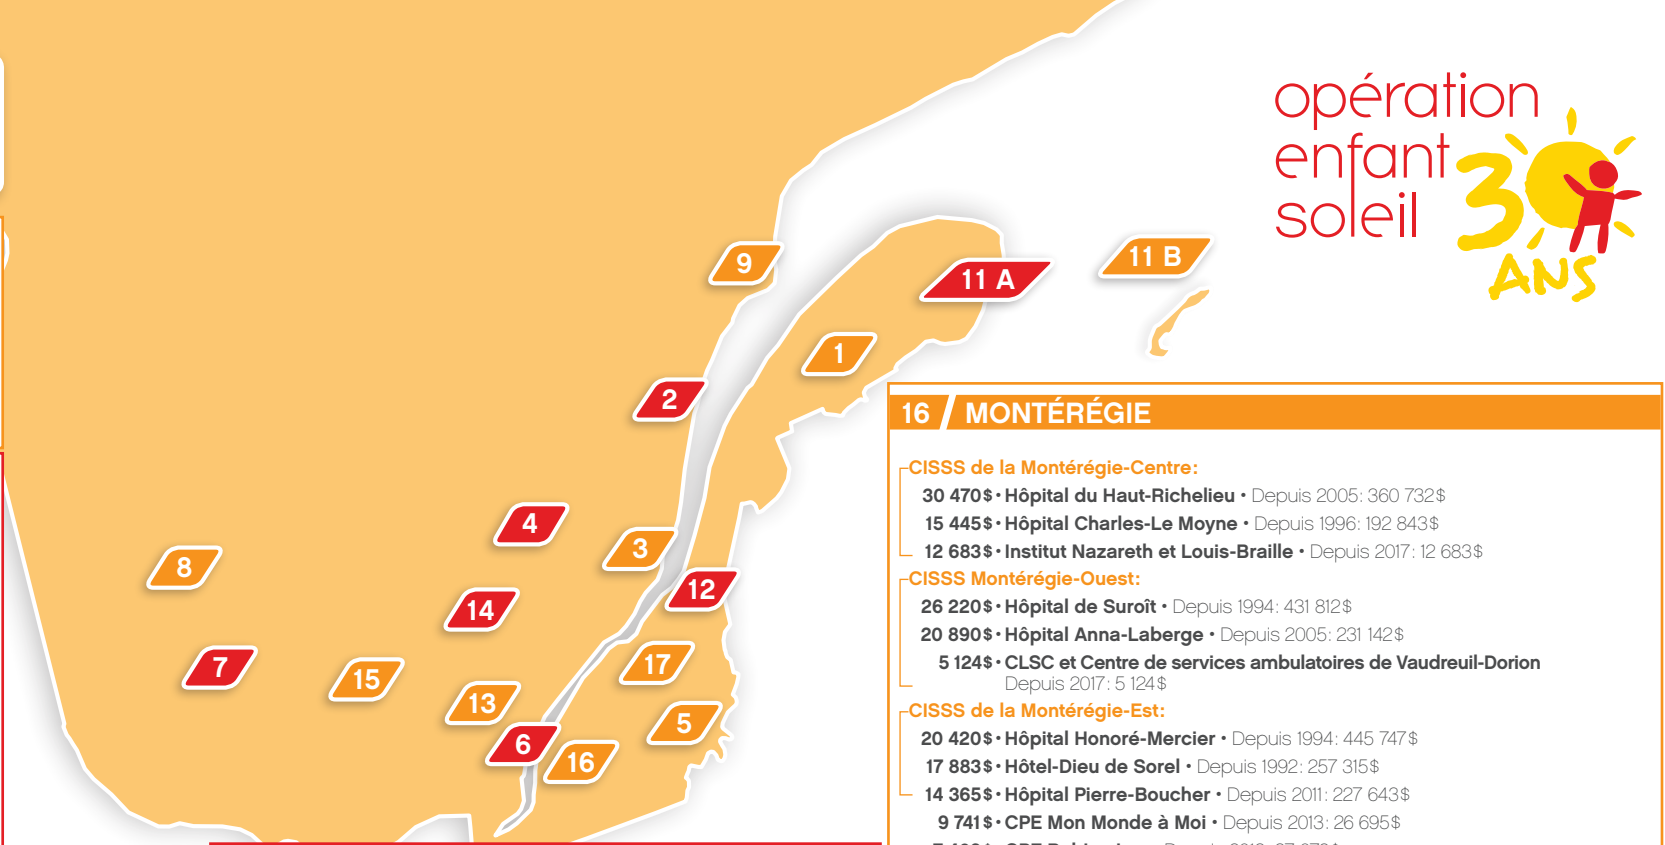 opération
enfant
soleil
30
ANS
9
11 A
11 B
1
2
4
3
8
12
14
7
15
17
13
5
6
16
16 / MONTÉRÉGIE
CISSS de la Montérégie-Centre:
30 470$ • Hôpital du Haut-Richelieu • Depuis 2005: 360 732$
15 445$ • Hôpital Charles-Le Moyne • Depuis 1996: 192 843$
12 683$ • Institut Nazareth et Louis-Braille • Depuis 2017: 12 683$
CISSS Montérégie-Ouest:
26 220$ • Hôpital de Suroît • Depuis 1994: 431 812$
20 890$ • Hôpital Anna-Laberge • Depuis 2005: 231 142$
5 124$ • CLSC et Centre de services ambulatoires de Vaudreuil-Dorion
Depuis 2017: 5 124$
CISSS de la Montérégie-Est:
20 420$ • Hôpital Honoré-Mercier • Depuis 1994: 445 747$
17 883$ • Hôtel-Dieu de Sorel • Depuis 1992: 257 315$
14 365$ • Hôpital Pierre-Boucher • Depuis 2011: 227 643$
9 741$ • CPE Mon Monde à Moi • Depuis 2013: 26 695$